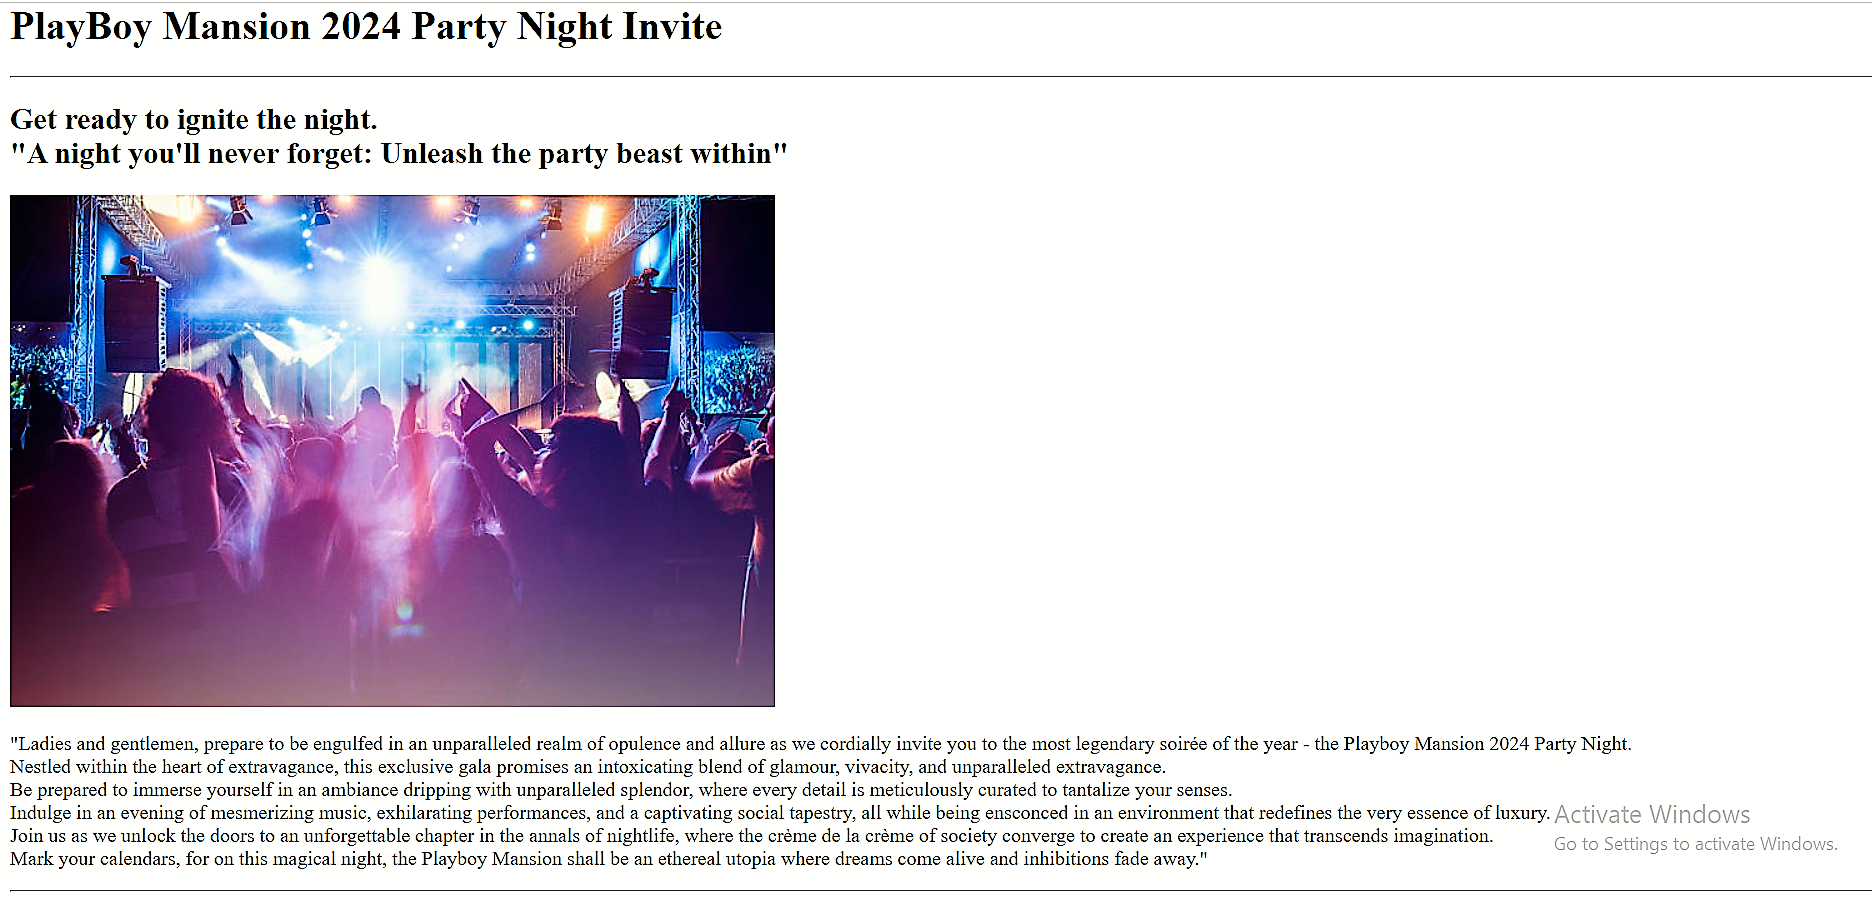 PlayBoy Mansion 2024 Party Night Invite
Get ready to ignite the night.
"A night you'll never forget: Unleash the party beast within"
"Ladies and gentlemen, prepare to be engulfed in an unparalleled realm of opulence and allure as we cordially invite you to the most legendary soirée of the year - the Playboy Mansion 2024 Party Night.
Nestled within the heart of extravagance, this exclusive gala promises an intoxicating blend of glamour, vivacity, and unparalleled extravagance.
Be prepared to immerse yourself in an ambiance dripping with unparalleled splendor, where every detail is meticulously curated to tantalize your senses.
Indulge in an evening of mesmerizing music, exhilarating performances, and a captivating social tapestry, all while being ensconced in an environment that redefines the very essence of luxury.
Join us as we unlock the doors to an unforgettable chapter in the annals of nightlife, where the crème de la crème of society converge to create an experience that transcends imagination.
Mark your calendars, for on this magical night, the Playboy Mansion shall be an ethereal utopia where dreams come alive and inhibitions fade away."
Activate Windows
Go to Settings to activate Windows.